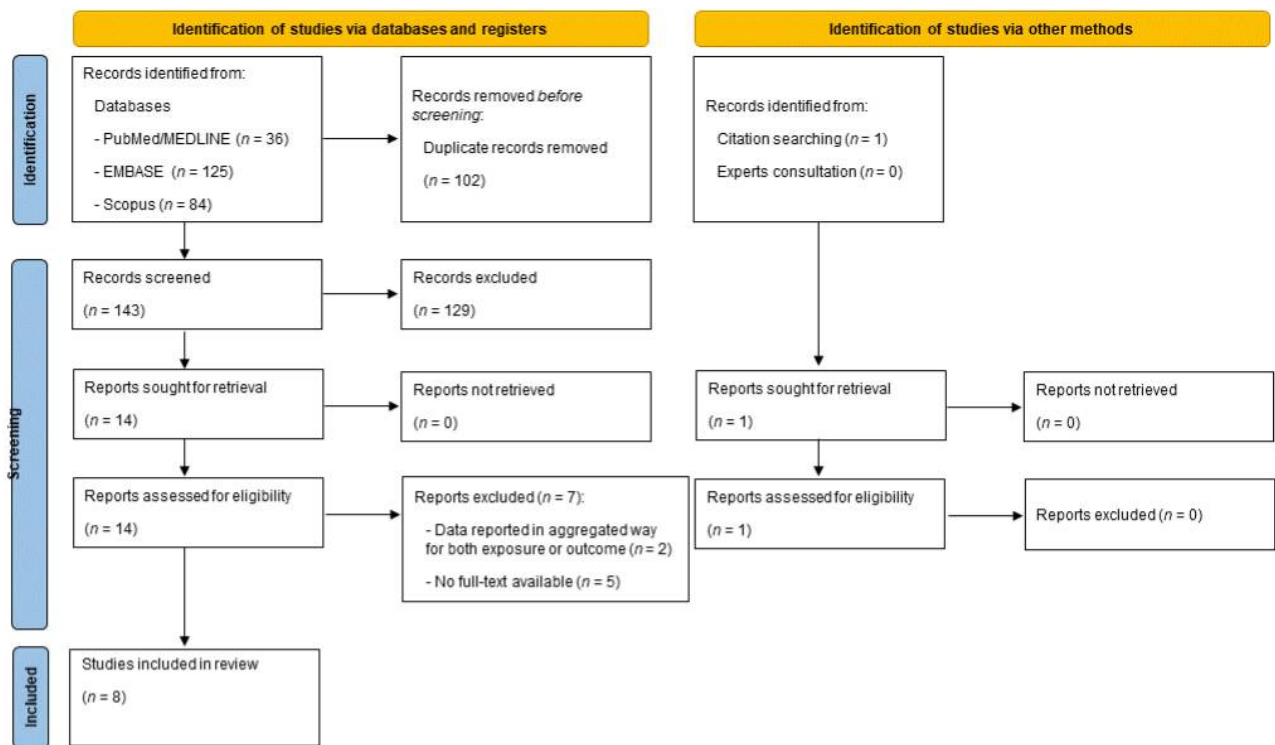 Identification of studies via databases and registers
Identification of studies via other methods
Identification
Records identified from:
Databases
- PubMed/MEDLINE (n = 36)
- EMBASE (n = 125)
- Scopus (n = 84)
Records removed before
screening:
Duplicate records removed
(n = 102)
Records identified from:
Citation searching (n = 1)
Experts consultation (n = 0)
Screening
Records screened
(n = 143)
Records excluded
(n = 129)
Reports sought for retrieval
(n = 14)
Reports not retrieved
(n = 0)
Reports sought for retrieval
(n = 1)
Reports not retrieved
(n = 0)
Reports assessed for eligibility
(n = 14)
Reports excluded (n = 7):
- Data reported in aggregated way
for both exposure or outcome (n = 2)
- No full-text available (n = 5)
Reports assessed for eligibility
(n = 1)
Reports excluded (n = 0)
Included
Studies included in review
(n = 8)